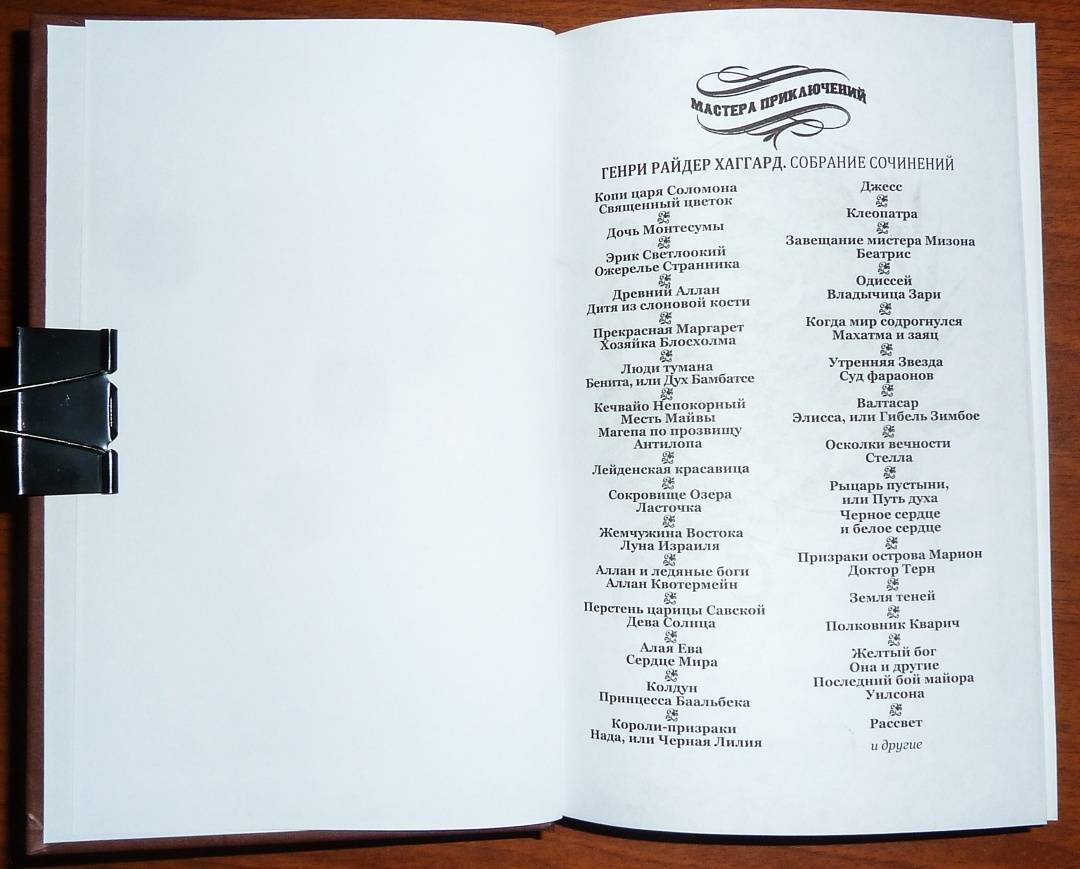 МАСТЕРА ПРИКЛЮЧЕНИЙ
ГЕНРИ РАЙДЕР ХАГГАРД. СОБРАНИЕ СОЧИНЕНИЙ
Копи царя Соломона
Священный цветок
Дочь Монтесумы
Эрик Светлоокий
Ожерелье Странника
Древний Аллан
Дитя из слоновой кости
Прекрасная Маргарет
Хозяйка Блосхолма
Люди тумана
Бенита, или Дух Бамбатсе
Кечвайо Непокорный
Месть Майвы
Магепа по прозвищу
Антилопа
Лейденская красавица
Сокровище Озера
Ласточка
Жемчужина Востока
Луна Израиля
Аллан и ледяные боги
Аллан Квотермейн
Перстень царицы Савской
Дева Солнца
Алая Ева
Сердце Мира
Колдун
Принцесса Баальбека
Короли-призраки
Нада, или Черная Лилия
Джесс
Клеопатра
Завещание мистера Мизона
Беатрис
Одиссей
Владычица Зари
Когда мир содрогнулся
Махатма и заяц
Утренняя Звезда
Суд фараонов
Валтасар
Элисса, или Гибель Зимбое
Осколки вечности
Стелла
Рыцарь пустыни,
или Путь духа
Черное сердце
и белое сердце
Призраки острова Марион
Доктор Терн
Земля теней
Полковник Кварич
Желтый бог
Она и другие
Последний бой майора
Уилсона
Рассвет
и другие